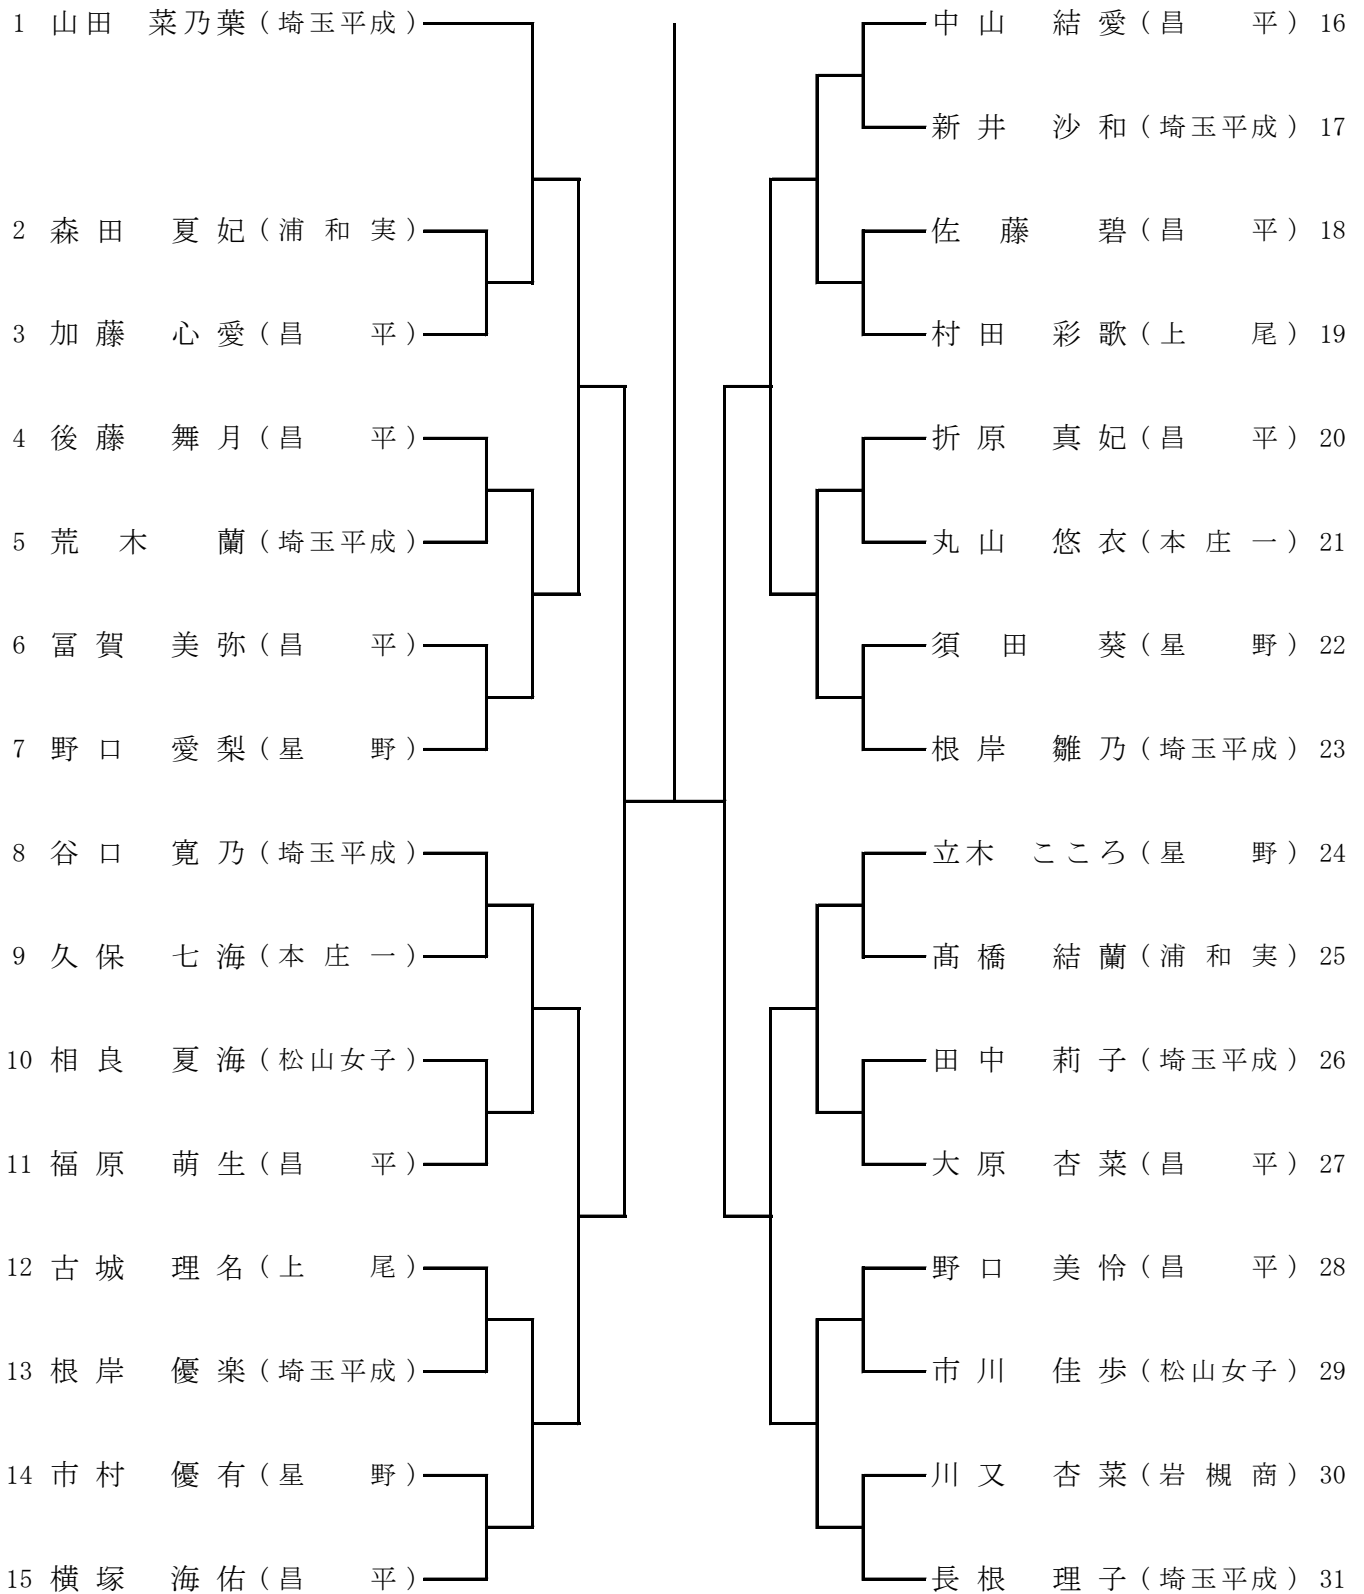 1 山田 菜乃葉（埼玉平成）
2 森田 夏妃（浦和実）
3 加藤 心愛（昌平）
4 後藤 舞月（昌平）
5 荒木 蘭（埼玉平成）
6 冨賀 美弥（昌平）
7 野口 愛梨（星野）
8 谷口 寛乃（埼玉平成）
9 久保 七海（本庄一）
10 相良 夏海（松山女子）
11 福原 萌生（昌平）
12 古城 理名（上尾）
13 根岸 優楽（埼玉平成）
14 市村 優有（星野）
15 横塚 海佑（昌平）
中山 結愛（昌平）16
新井 沙和（埼玉平成）17
佐藤 碧（昌平）18
村田 彩歌（上尾）19
折原 真妃（昌平）20
丸山 悠衣（本庄一）21
須田 葵（星野）22
根岸 雛乃（埼玉平成）23
立木 こころ（星野）24
髙橋 結蘭（浦和実）25
田中 莉子（埼玉平成）26
大原 杏菜（昌平）27
野口 美怜（昌平）28
市川 佳歩（松山女子）29
川又 杏菜（岩槻商）30
長根 理子（埼玉平成）31